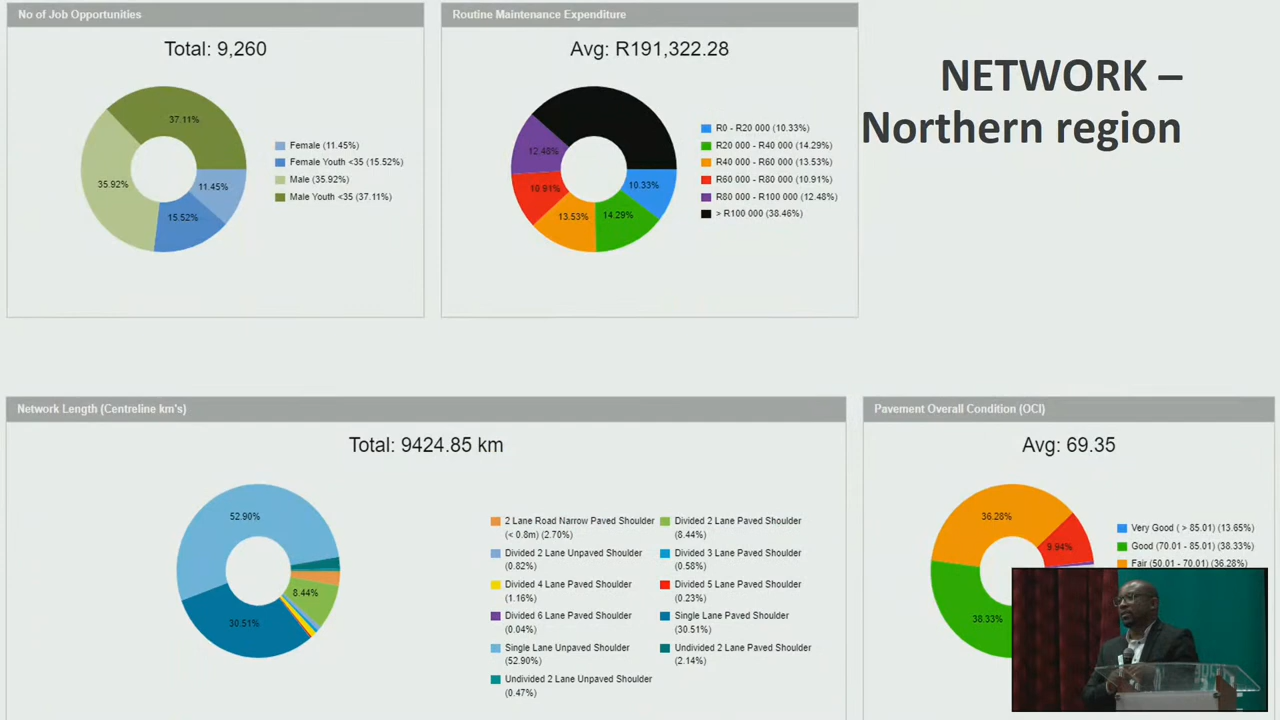 No of Job Opportunities
Total: 9,260
37.11%
35.92%
11.45%
15.52%
Female (11.45%)
Female Youth <35 (15.52%)
Male (35.92%)
Male Youth <35 (37.11%)
Routine Maintenance Expenditure
Avg: R191,322.28
12.48%
10.91%
10.33%
13.53%
14.29%
R0 - R20 000 (10.33%)
R20 000 - R40 000 (14.29%)
R40 000 - R60 000 (13.53%)
R60 000 - R80 000 (10.91%)
R80 000 - R100 000 (12.48%)
> R100 000 (38.46%)
NETWORK –
Northern region
Network Length (Centreline km's)
Total: 9424.85 km
52.90%
8.44%
30.51%
2 Lane Road Narrow Paved Shoulder
(< 0.8m) (2.70%)
Divided 2 Lane Paved Shoulder
(8.44%)
Divided 2 Lane Unpaved Shoulder
(0.82%)
Divided 3 Lane Paved Shoulder
(0.58%)
Divided 4 Lane Paved Shoulder
(1.16%)
Divided 5 Lane Paved Shoulder
(0.23%)
Divided 6 Lane Paved Shoulder
(0.04%)
Single Lane Paved Shoulder
(30.51%)
Single Lane Unpaved Shoulder
(52.90%)
Undivided 2 Lane Paved Shoulder
(2.14%)
Undivided 2 Lane Unpaved Shoulder
(0.47%)
Pavement Overall Condition (OCI)
Avg: 69.35
36.28%
9.94%
38.33%
Very Good ( > 85.01) (13.65%)
Good (70.01 - 85.01) (38.33%)
Fair (50.01 - 70.01) (36.28%)